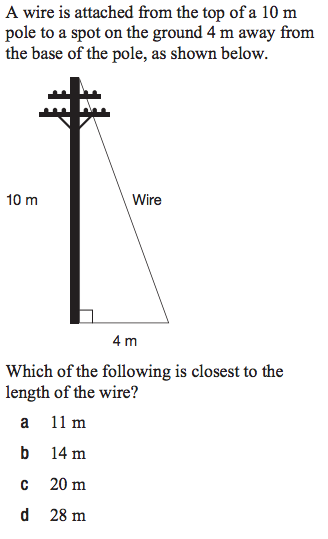 A wire is attached from the top of a 10 m
pole to a spot on the ground 4 m away from
the base of the pole, as shown below.
10 m
Wire
4 m
Which of the following is closest to the
length of the wire?
a 11 m
b 14 m
c 20 m
d 28 m